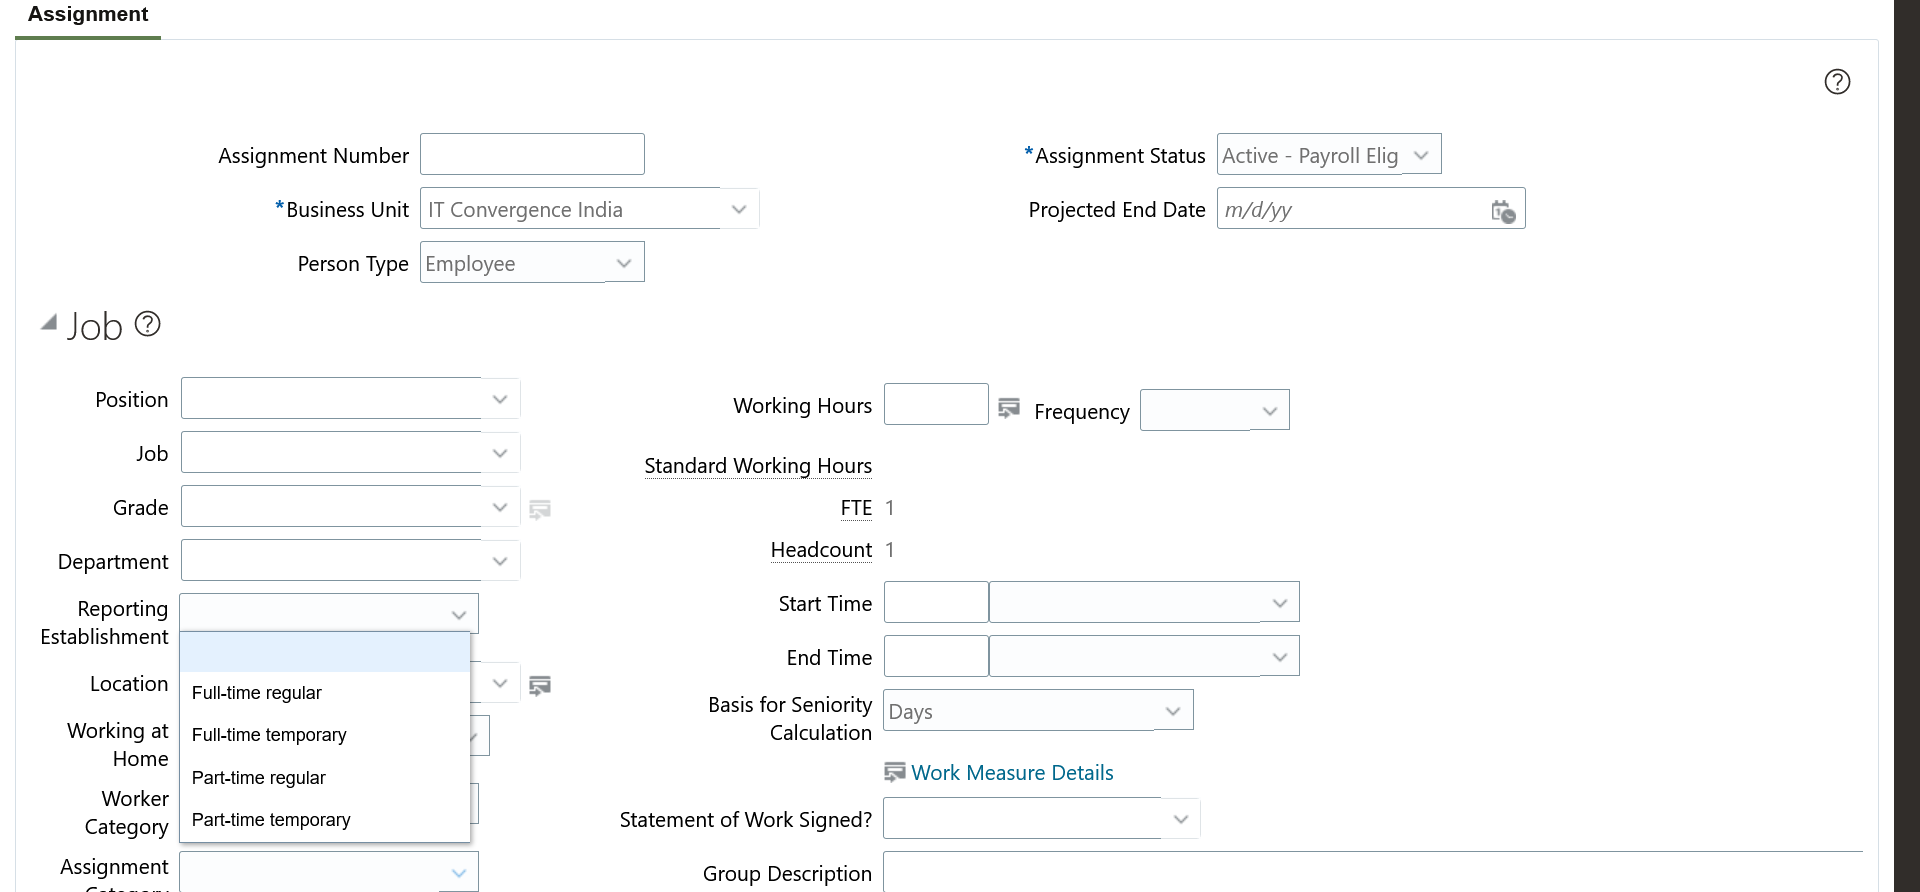 Assignment
Assignment Number
*Assignment Status Active - Payroll Elig
*Business Unit IT Convergence India
Projected End Date m/d/yy
Person Type Employee
Job
Position
Working Hours
Frequency
Job
Standard Working Hours
Grade
FTE 1
Department
Headcount 1
Reporting
Establishment
Start Time
Full-time regular
Full-time temporary
Part-time regular
Part-time temporary
End Time
Location
Basis for Seniority
Calculation
Days
Working at
Home
Work Measure Details
Worker
Category
Statement of Work Signed?
Assignment
Group Description